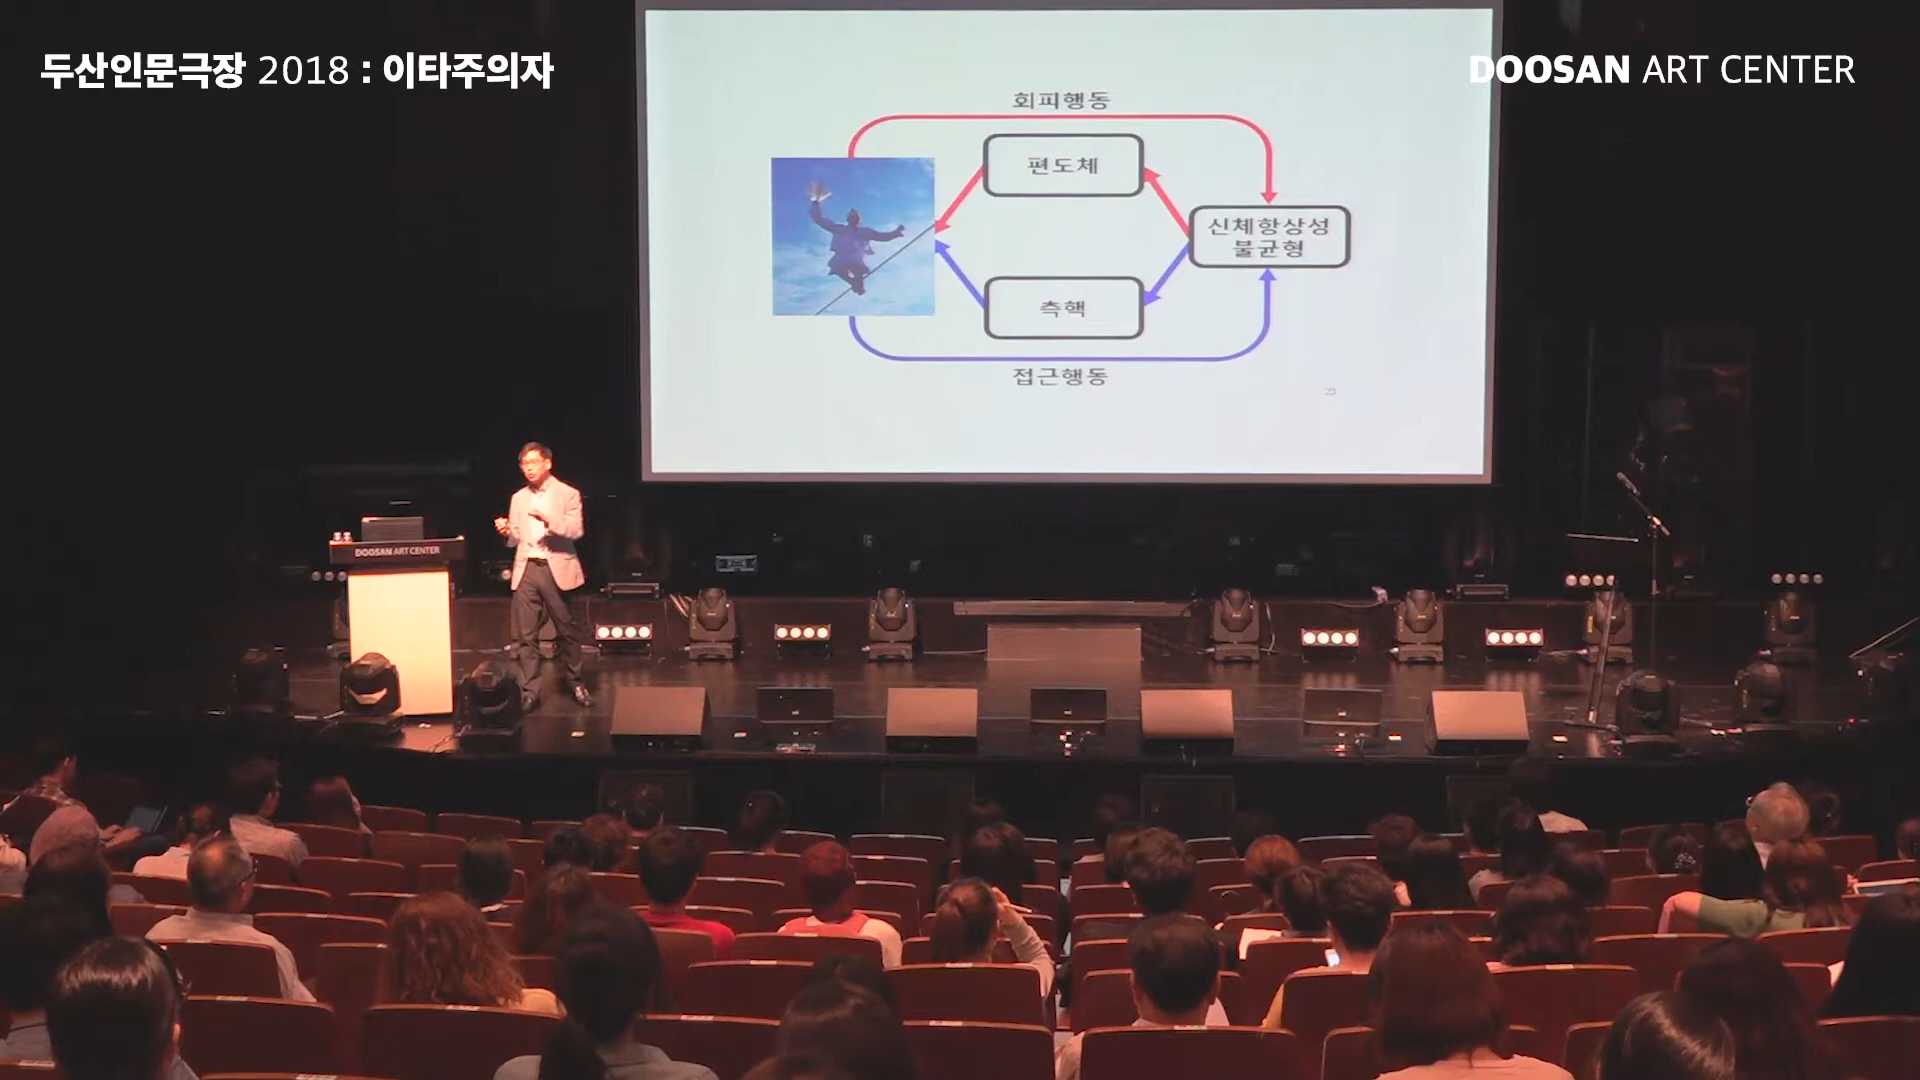 두산인문극장 2018 : 이타주의자
DOOSAN ART CENTER
회피행동
편도체
신체항상성
불균형
측핵
접근행동
23
DOOSAN ART CENTER